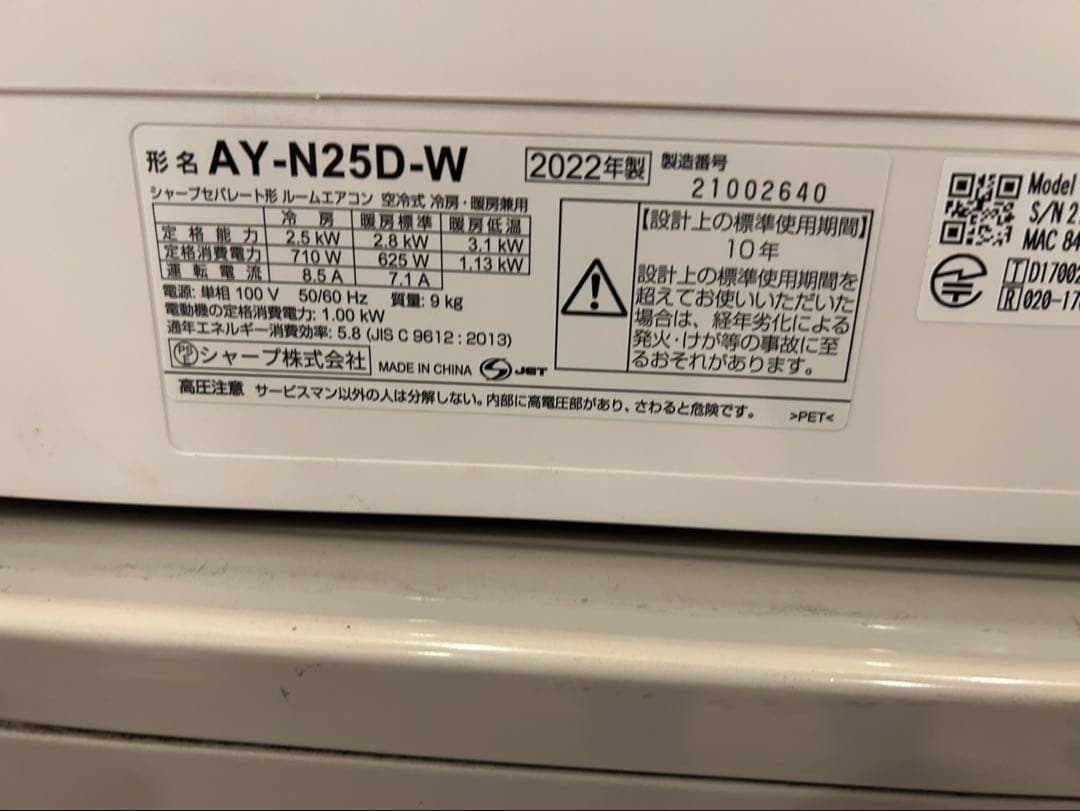 形名 AY-N25D-W 2022年製 製造番号 21002640
シャープセパレート形 ルームエアコン 空冷式 冷房・暖房兼用
冷房 暖房標準 暖房低温
定格能力 2.5 kW 2.8 kW 3.1 kW
定格消費電力 710 W 625 W 1.13 kW
運転電流 8.5 A 7.1 A
電源: 単相 100 V 50/60 Hz 質量: 9 kg
電動機の定格消費電力: 1.00 kW
通年エネルギー消費効率: 5.8 (JIS C 9612 : 2013)
PSE シャープ株式会社 MADE IN CHINA S JET
【設計上の標準使用期間】
10年
設計上の標準使用期間を
超えてお使いいただいた
場合は、経年劣化による
発火・けが等の事故に至
るおそれがあります。
高圧注意 サービスマン以外の人は分解しない。内部に高電圧部があり、さわると危険です。 >PET<
Model
S/N 2
MAC 84
T D17002
R 020-17